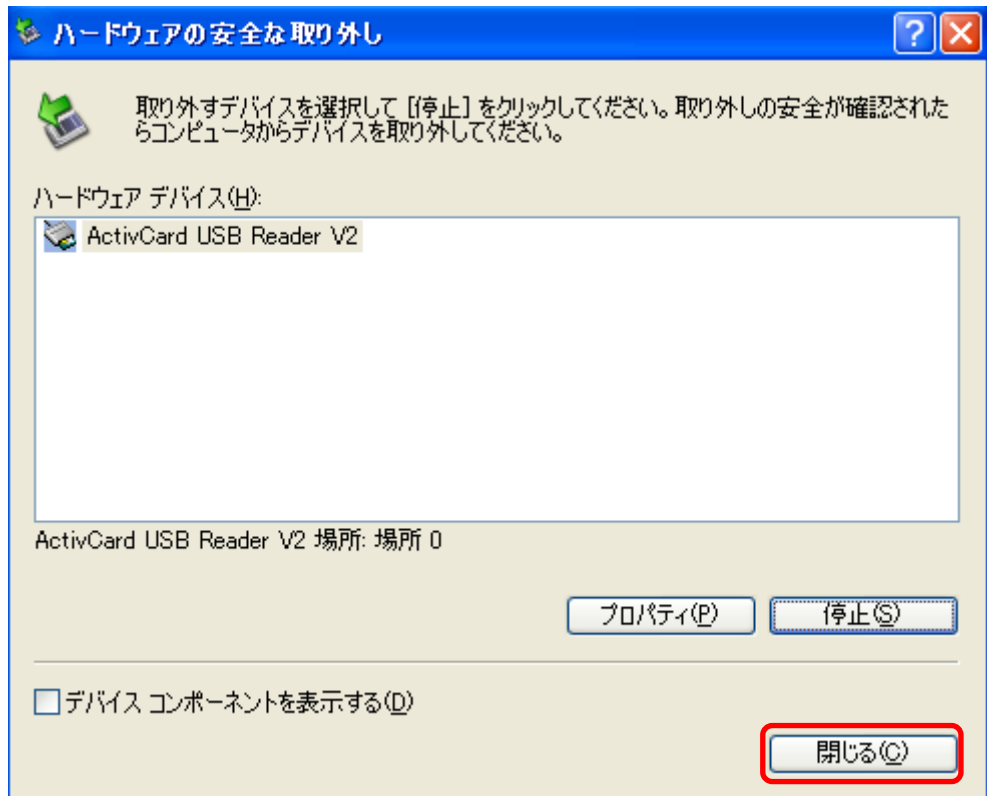 ハードウェアの安全な取り外し
取り外すデバイスを選択して [停止] をクリックしてください。取り外しの安全が確認された
らコンピュータからデバイスを取り外してください。
ハードウェア デバイス(H):
ActivCard USB Reader V2
ActivCard USB Reader V2 場所: 場所 0
プロパティ(P) 停止(S)
デバイス コンポーネントを表示する(D)
閉じる(C)